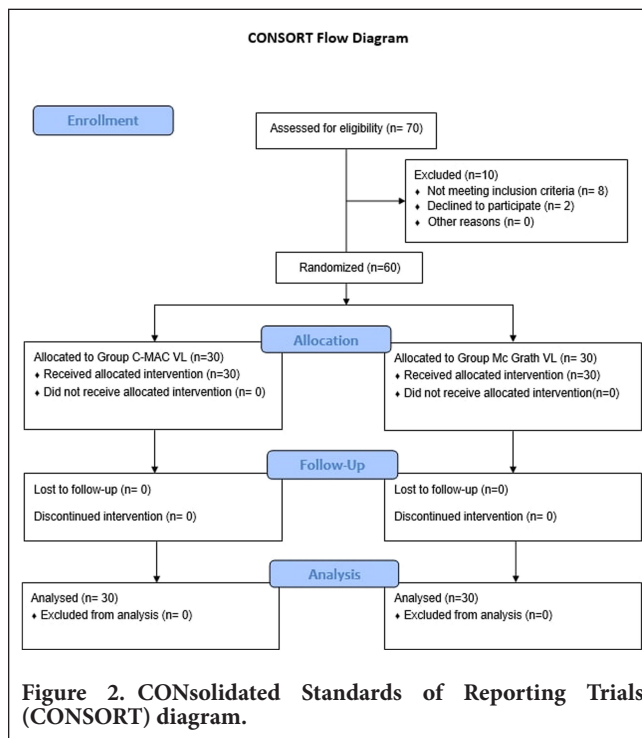 CONSORT Flow Diagram
Enrollment
Assessed for eligibility (n= 70)
Excluded (n=10)
♦ Not meeting inclusion criteria (n= 8)
♦ Declined to participate (n= 2)
♦ Other reasons (n= 0)
Randomized (n=60)
Allocation
Allocated to Group C-MAC VL (n=30)
♦ Received allocated intervention (n=30)
♦ Did not receive allocated intervention (n= 0)
Allocated to Group Mc Grath VL (n= 30)
♦ Received allocated intervention (n=30)
♦ Did not receive allocated intervention(n=0)
Follow-Up
Lost to follow-up (n= 0)
Discontinued intervention (n= 0)
Lost to follow-up (n=0)
Discontinued intervention (n= 0)
Analysis
Analysed (n= 30)
♦ Excluded from analysis (n= 0)
Analysed (n=30)
♦ Excluded from analysis (n=0)
Figure 2. CONsolidated Standards of Reporting Trials
(CONSORT) diagram.